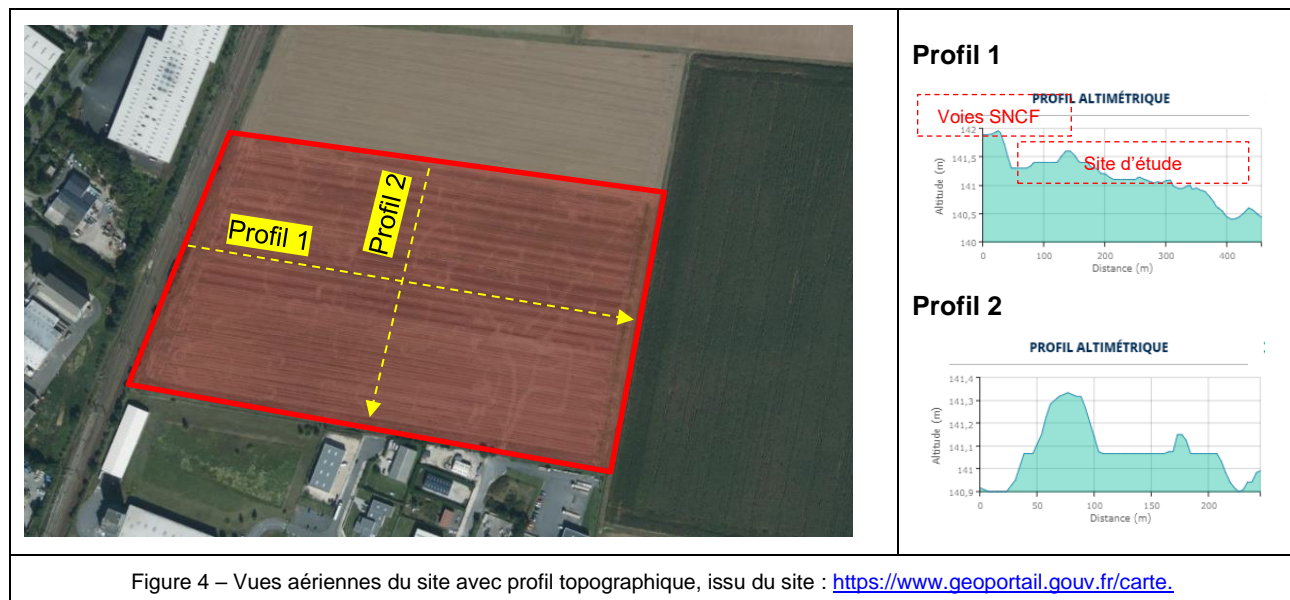 Profil 1
Profil 2
Profil 1
PROFIL ALTIMÉTRIQUE
Voies SNCF
Site d'étude
142
141,5
141
140,5
140
Altitude (m)
0 100 200 300 400
Distance (m)
Profil 2
PROFIL ALTIMÉTRIQUE
141,4
141,3
141,2
141,1
141
140,9
Altitude (m)
0 50 100 150 200
Distance (m)
Figure 4 – Vues aériennes du site avec profil topographique, issu du site : https://www.geoportail.gouv.fr/carte.